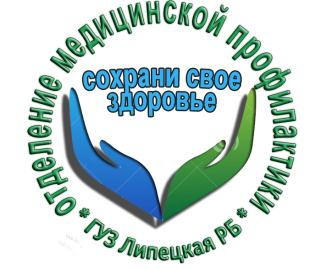 отделение медицинской профилактики
сохрани свое
здоровье
* ГУЗ Липецкая РБ *